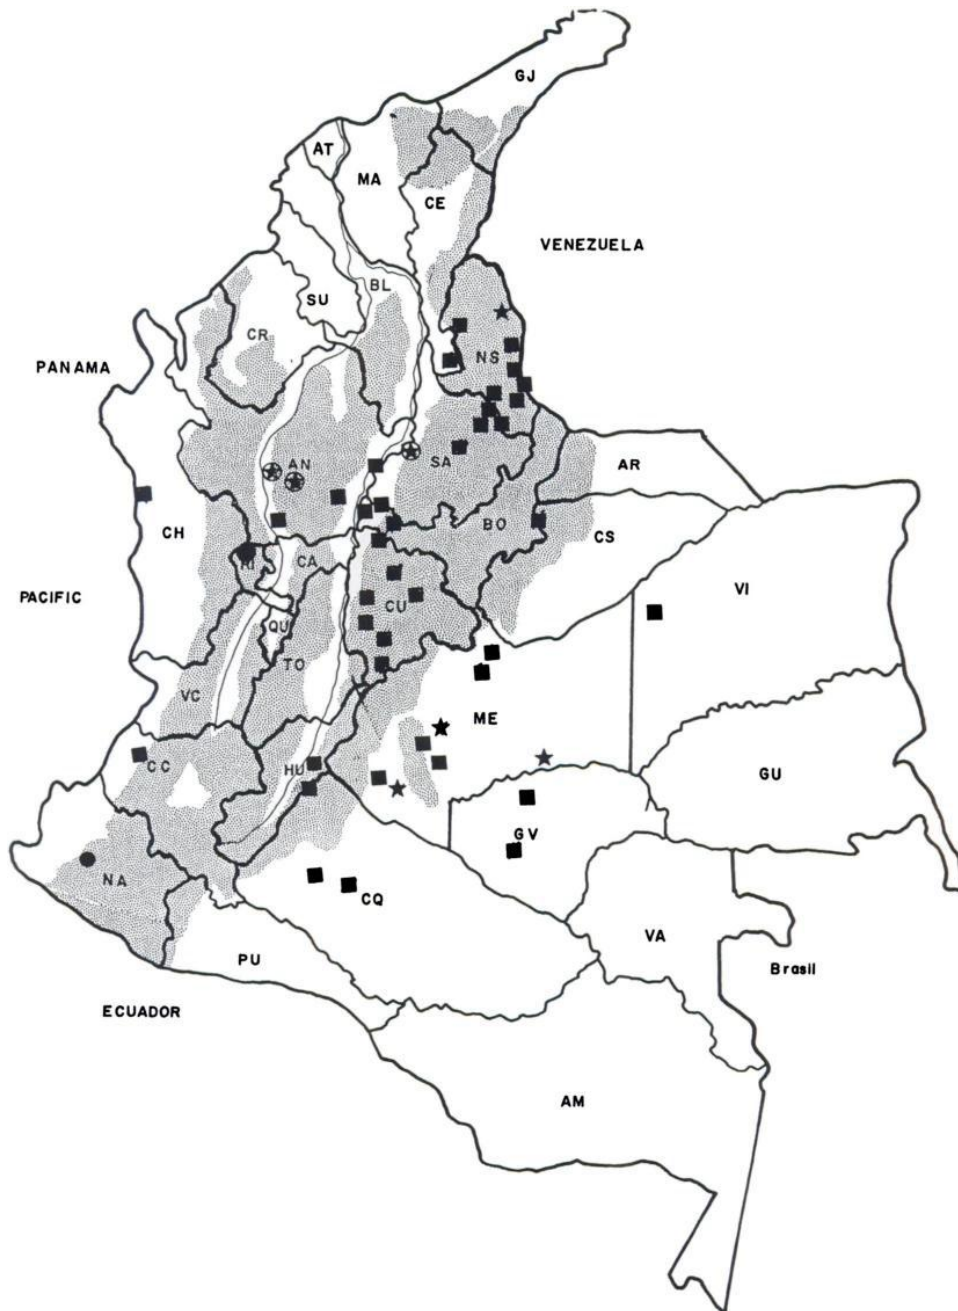 GJ
AT
MA
CE
VENEZUELA
BL
SU
CR
PANAMA
NS
AN
SA
AR
BO
CH
CS
RI
CA
VI
PACIFIC
CU
QU
TO
VC
ME
CC
HU
GU
GV
NA
CQ
VA
PU
Brasil
ECUADOR
AM